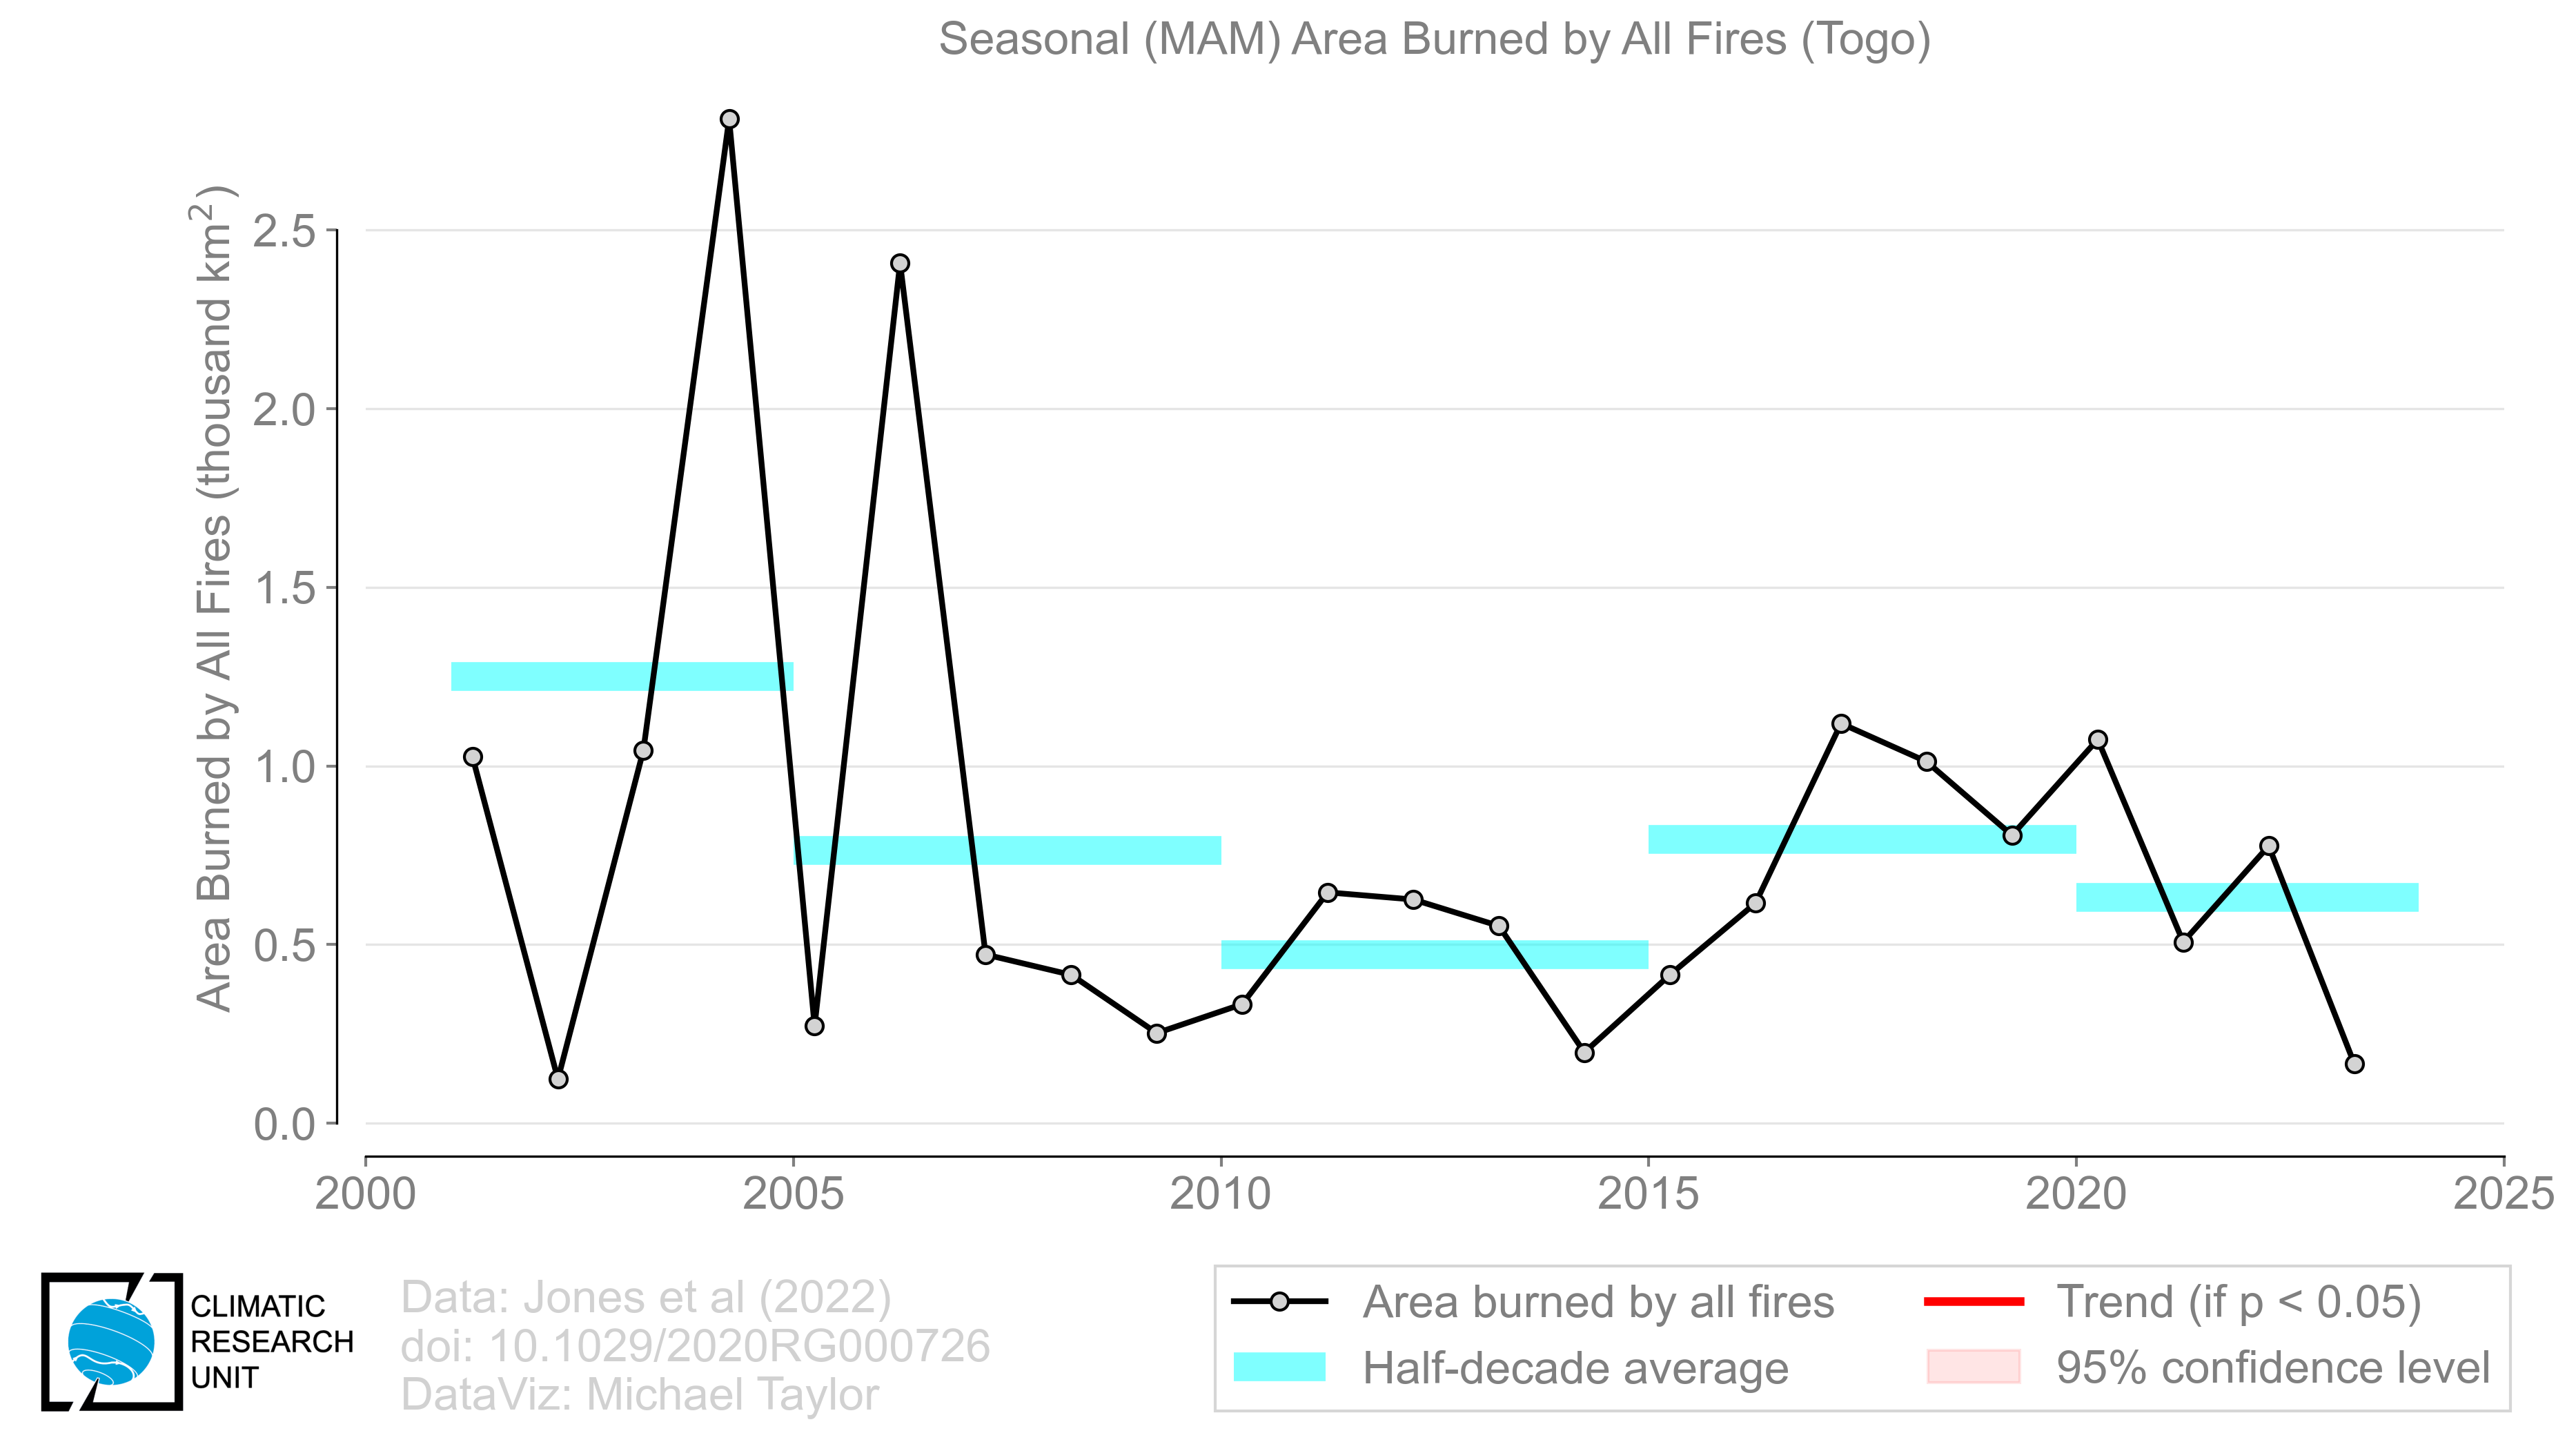 Seasonal (MAM) Area Burned by All Fires (Togo)
Area Burned by All Fires (thousand km²)
2.5
2.0
1.5
1.0
0.5
0.0
2000 2005 2010 2015 2020 2025
CLIMATIC
RESEARCH
UNIT
Data: Jones et al (2022)
doi: 10.1029/2020RG000726
DataViz: Michael Taylor
Area burned by all fires
Half-decade average
Trend (if p < 0.05)
95% confidence level